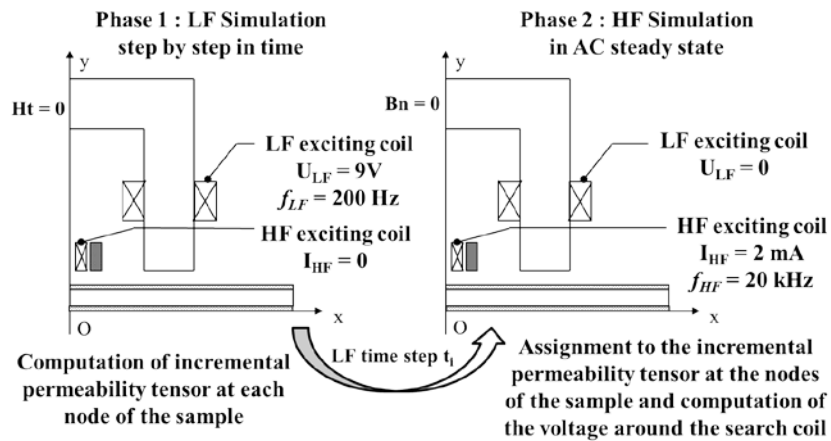 Phase 1 : LF Simulation
step by step in time
y
Ht = 0
LF exciting coil
U_LF = 9V
f_LF = 200 Hz
HF exciting coil
I_HF = 0
x
O
Computation of incremental
permeability tensor at each
node of the sample
LF time step t_i
Phase 2 : HF Simulation
in AC steady state
y
Bn = 0
LF exciting coil
U_LF = 0
HF exciting coil
I_HF = 2 mA
f_HF = 20 kHz
x
O
Assignment to the incremental
permeability tensor at the nodes
of the sample and computation of
the voltage around the search coil